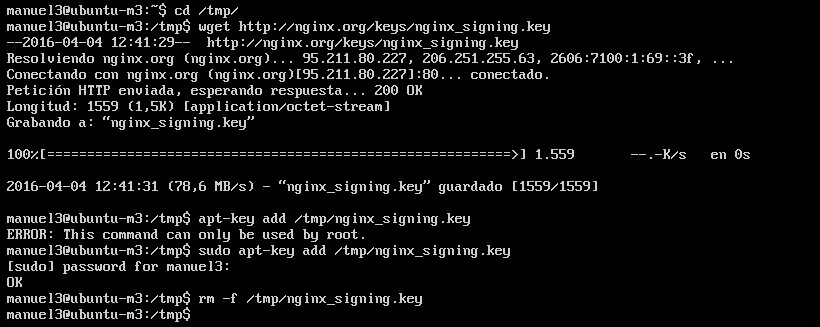 manuel3@ubuntu-m3:~$ cd /tmp/
manuel3@ubuntu-m3:/tmp$ wget http://nginx.org/keys/nginx_signing.key
--2016-04-04 12:41:29--  http://nginx.org/keys/nginx_signing.key
Resolviendo nginx.org (nginx.org)... 95.211.80.227, 206.251.255.63, 2606:7100:1:69::3f, ...
Conectando con nginx.org (nginx.org)[95.211.80.227]:80... conectado.
Petición HTTP enviada, esperando respuesta... 200 OK
Longitud: 1559 (1,5K) [application/octet-stream]
Grabando a: “nginx_signing.key”
100%[==========================================================>] 1.559       --.-K/s   en 0s
2016-04-04 12:41:31 (78,6 MB/s) - “nginx_signing.key” guardado [1559/1559]
manuel3@ubuntu-m3:/tmp$ apt-key add /tmp/nginx_signing.key
ERROR: This command can only be used by root.
manuel3@ubuntu-m3:/tmp$ sudo apt-key add /tmp/nginx_signing.key
[sudo] password for manuel3:
OK
manuel3@ubuntu-m3:/tmp$ rm -f /tmp/nginx_signing.key
manuel3@ubuntu-m3:/tmp$